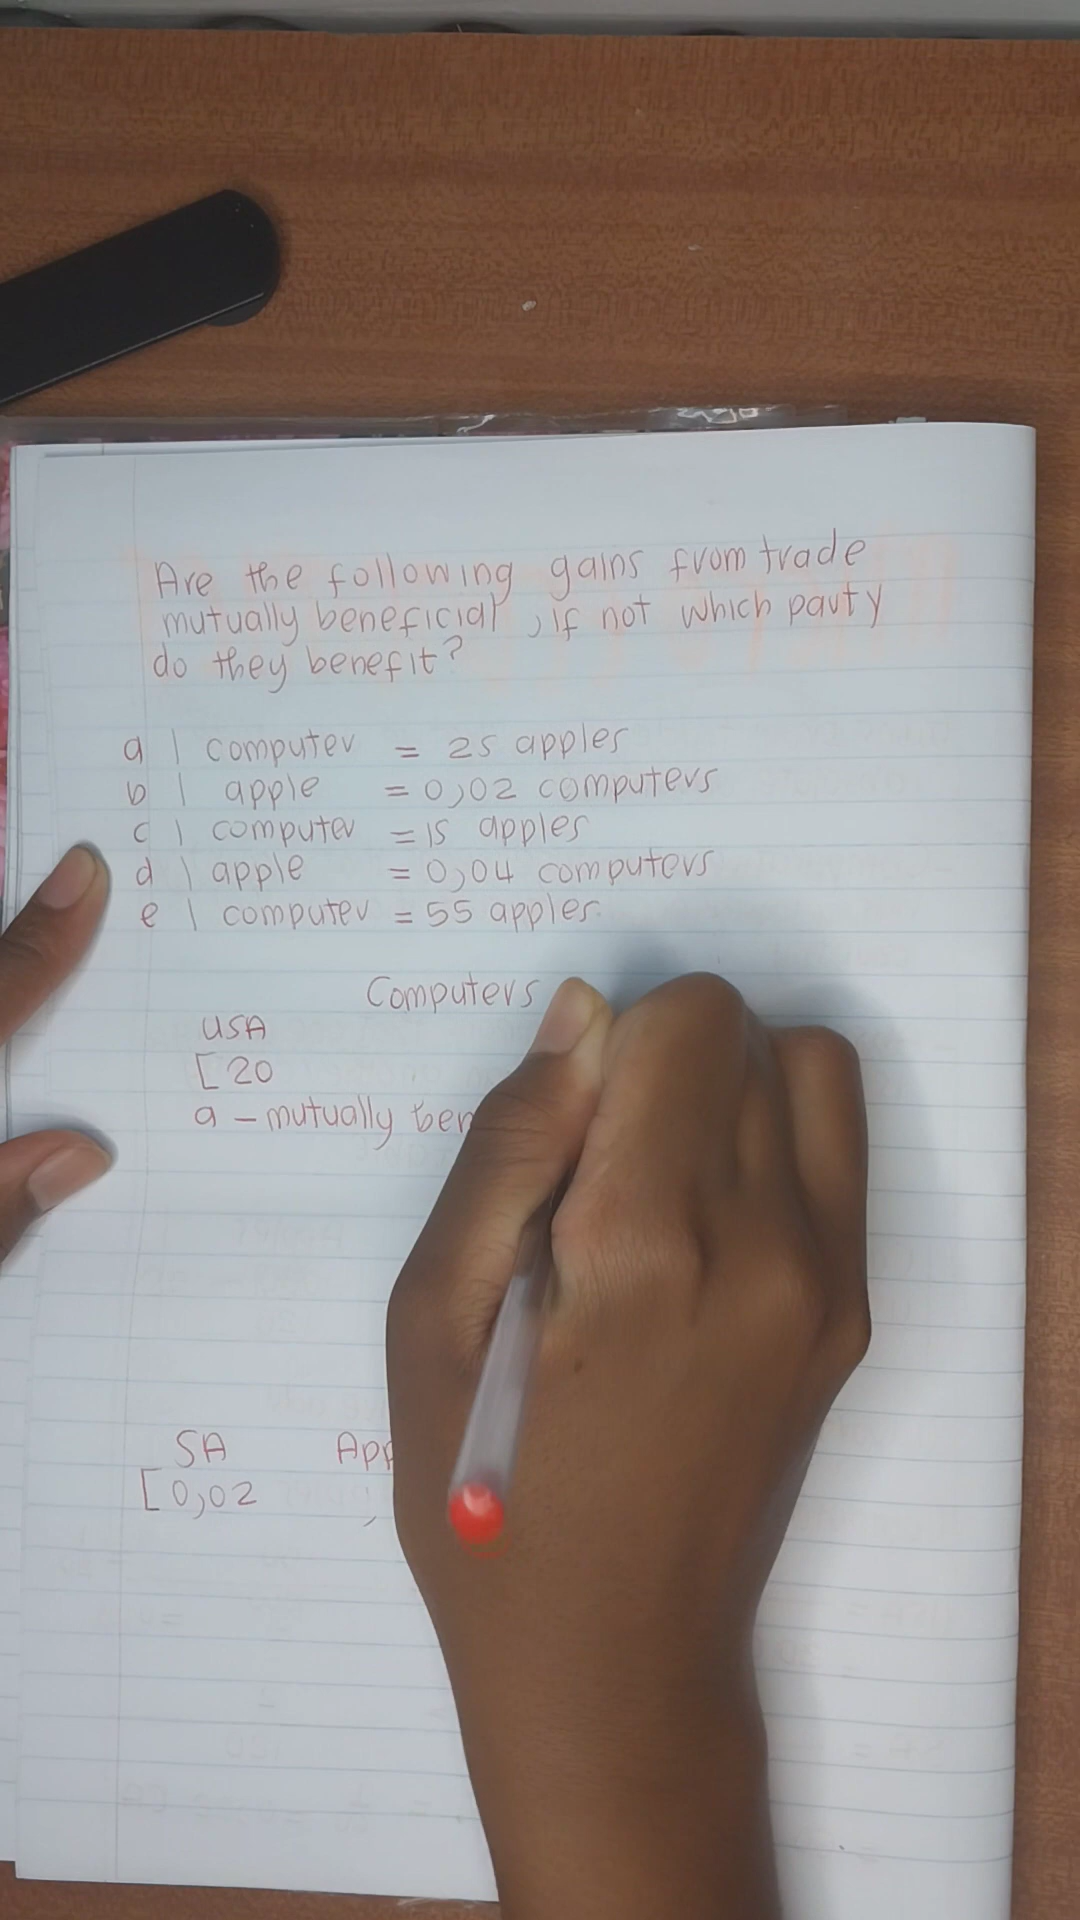 Are the following gains from trade
mutually beneficial, if not which party
do they benefit?
a 1 computer = 25 apples
b 1 apple = 0,02 computers
c 1 computer = 15 apples
d 1 apple = 0,04 computers
e 1 computer = 55 apples.
Computers
USA
[20
a - mutually ben
SA App
[0,02 ,